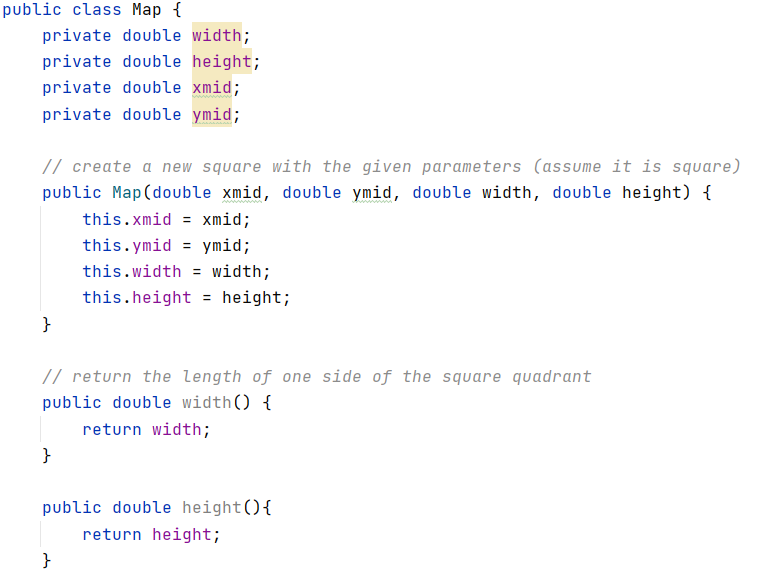 public class Map {
    private double width;
    private double height;
    private double xmid;
    private double ymid;

    // create a new square with the given parameters (assume it is square)
    public Map(double xmid, double ymid, double width, double height) {
        this.xmid = xmid;
        this.ymid = ymid;
        this.width = width;
        this.height = height;
    }

    // return the length of one side of the square quadrant
    public double width() {
        return width;
    }

    public double height(){
        return height;
    }